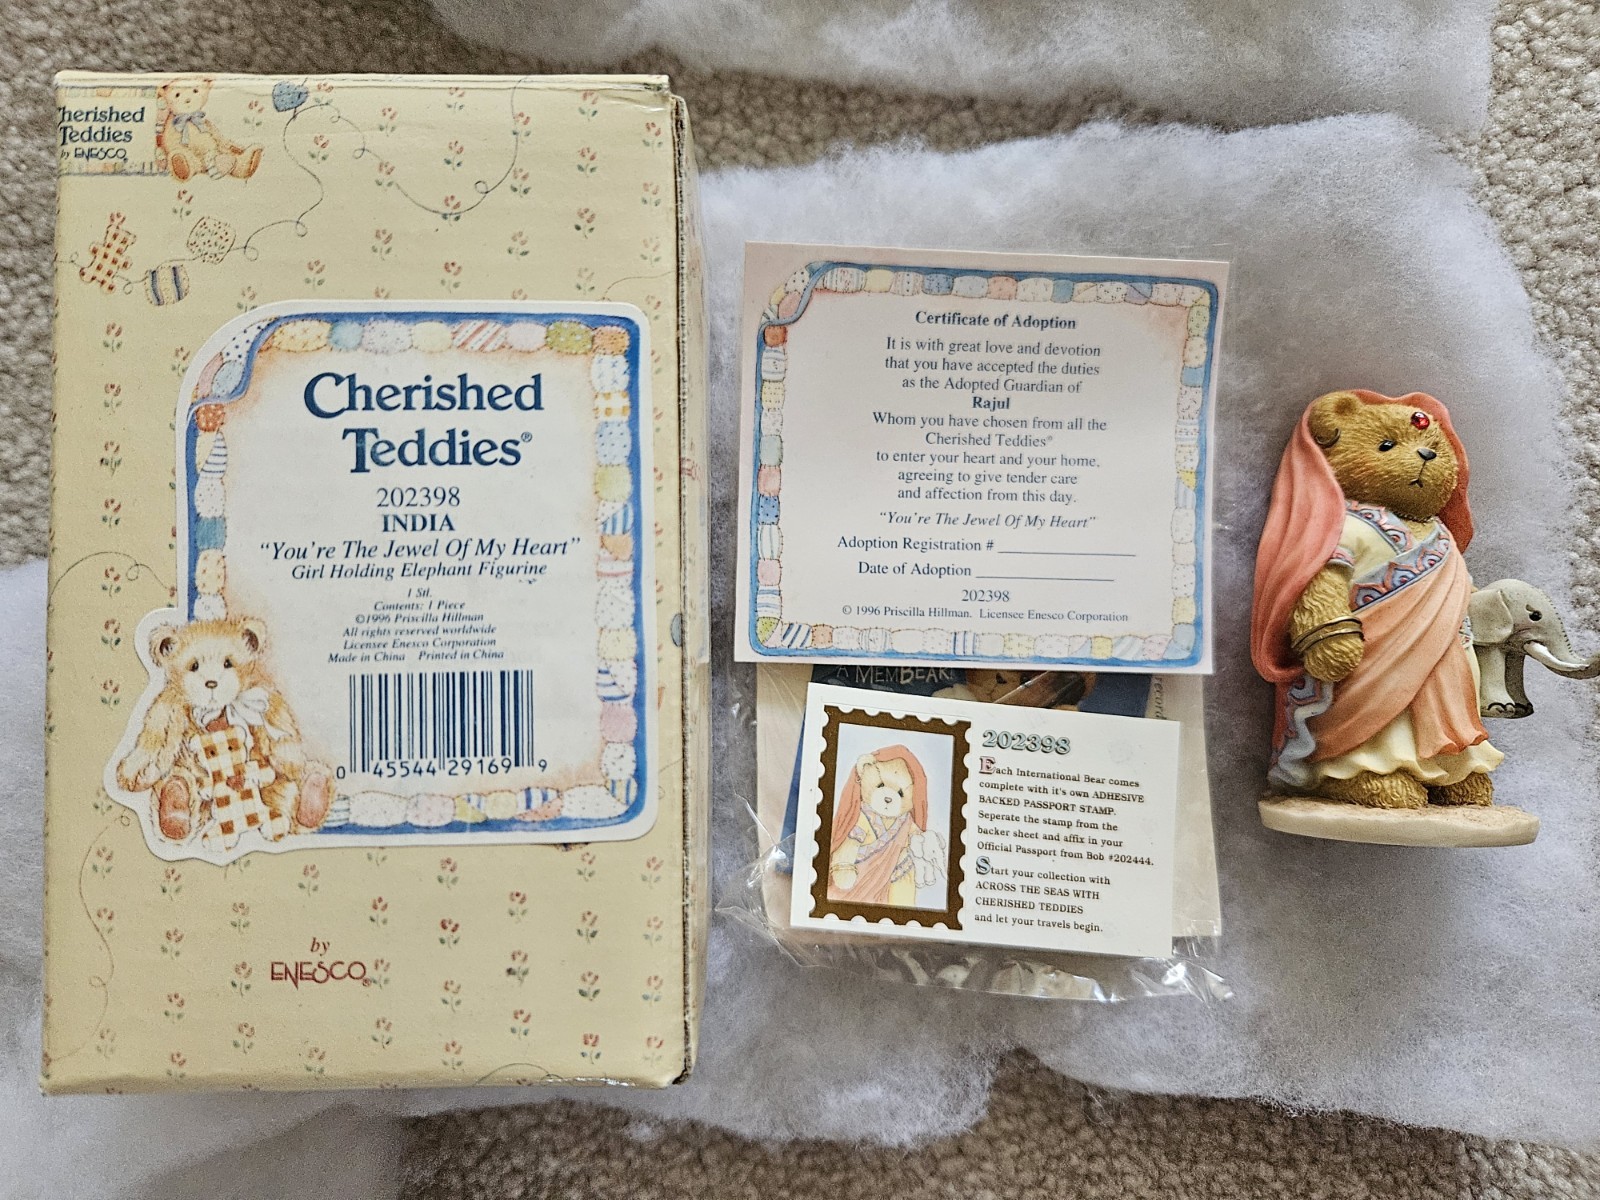 Cherished
Teddies
by ENESCO
Cherished
Teddies®
202398
INDIA
"You're The Jewel Of My Heart"
Girl Holding Elephant Figurine
1 Stl.
Contents: 1 Piece
©1996 Priscilla Hillman
All rights reserved worldwide
Licensee Enesco Corporation
Made in China Printed in China
0 45544 29169 9
by
ENESCO®
Certificate of Adoption
It is with great love and devotion
that you have accepted the duties
as the Adopted Guardian of
Rajul
Whom you have chosen from all the
Cherished Teddies®
to enter your heart and your home,
agreeing to give tender care
and affection from this day.
"You're The Jewel Of My Heart"
Adoption Registration #
Date of Adoption
202398
© 1996 Priscilla Hillman. Licensee Enesco Corporation
A MEMBEAR
202398
Each International Bear comes
complete with it's own ADHESIVE
BACKED PASSPORT STAMP.
Seperate the stamp from the
backer sheet and affix in your
Official Passport from Bob #202444.
Start your collection with
ACROSS THE SEAS WITH
CHERISHED TEDDIES
and let your travels begin.